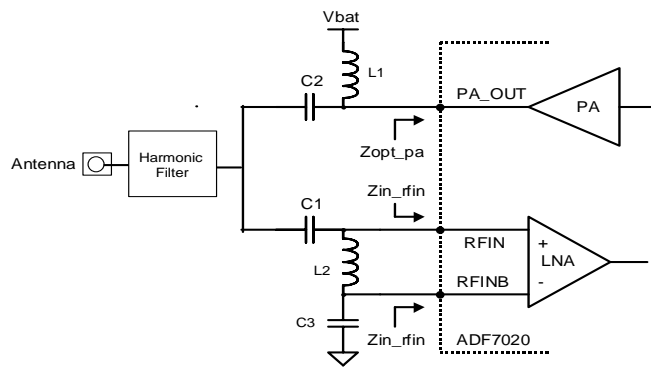 Vbat
L1
C2
PA_OUT
PA
Zopt_pa
Antenna
Harmonic
Filter
C1
Zin_rfin
RFIN
L2
+
LNA
-
RFINB
C3
Zin_rfin
ADF7020